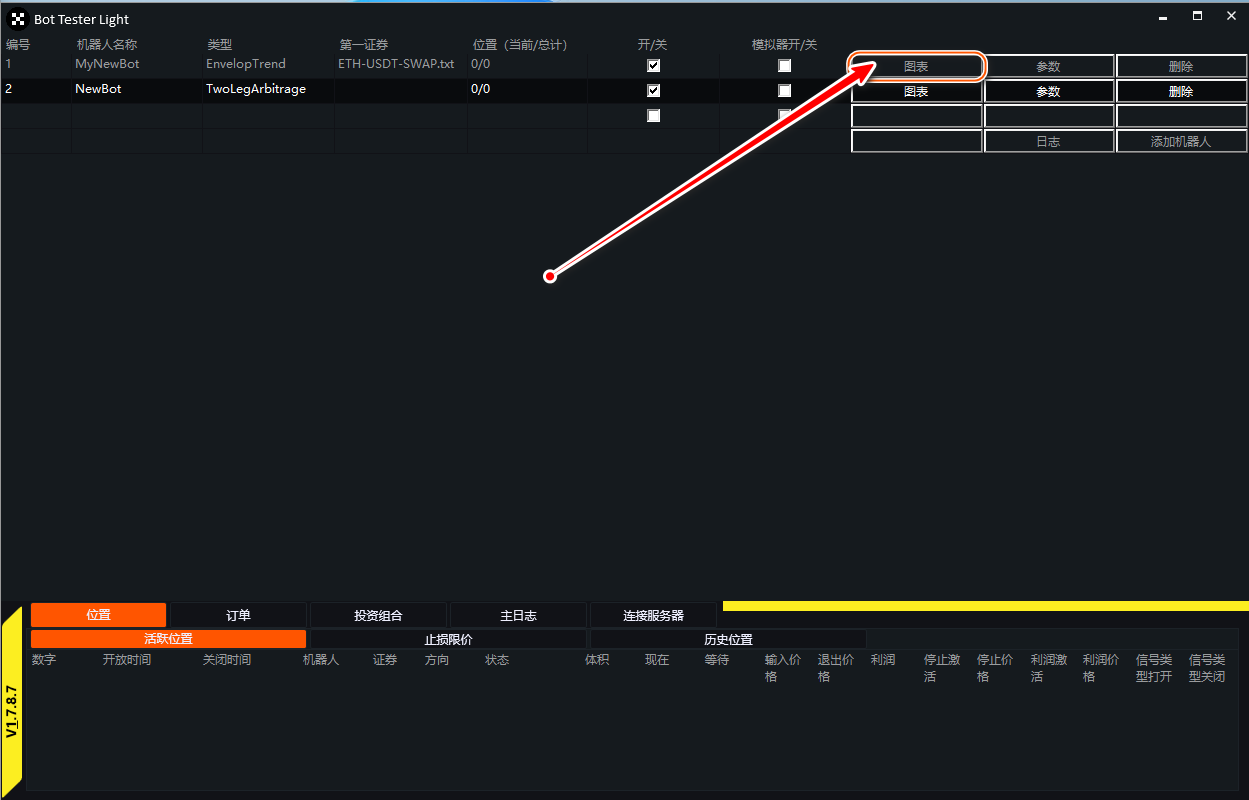 Bot Tester Light
编号 机器人名称 类型 第一证券 位置（当前/总计） 开/关 模拟器开/关
1 MyNewBot EnvelopTrend ETH-USDT-SWAP.txt 0/0 图表 参数 删除
2 NewBot TwoLegArbitrage 0/0 图表 参数 删除
日志 添加机器人
位置 订单 投资组合 主日志 连接服务器
活跃位置 止损限价 历史位置
数字 开放时间 关闭时间 机器人 证券 方向 状态 体积 现在 等待 输入价 退出价 利润 停止激 停止价 利润激 利润价 信号类 信号类
格 格 活 格 活 格 型打开 型关闭
V1.7.8.7